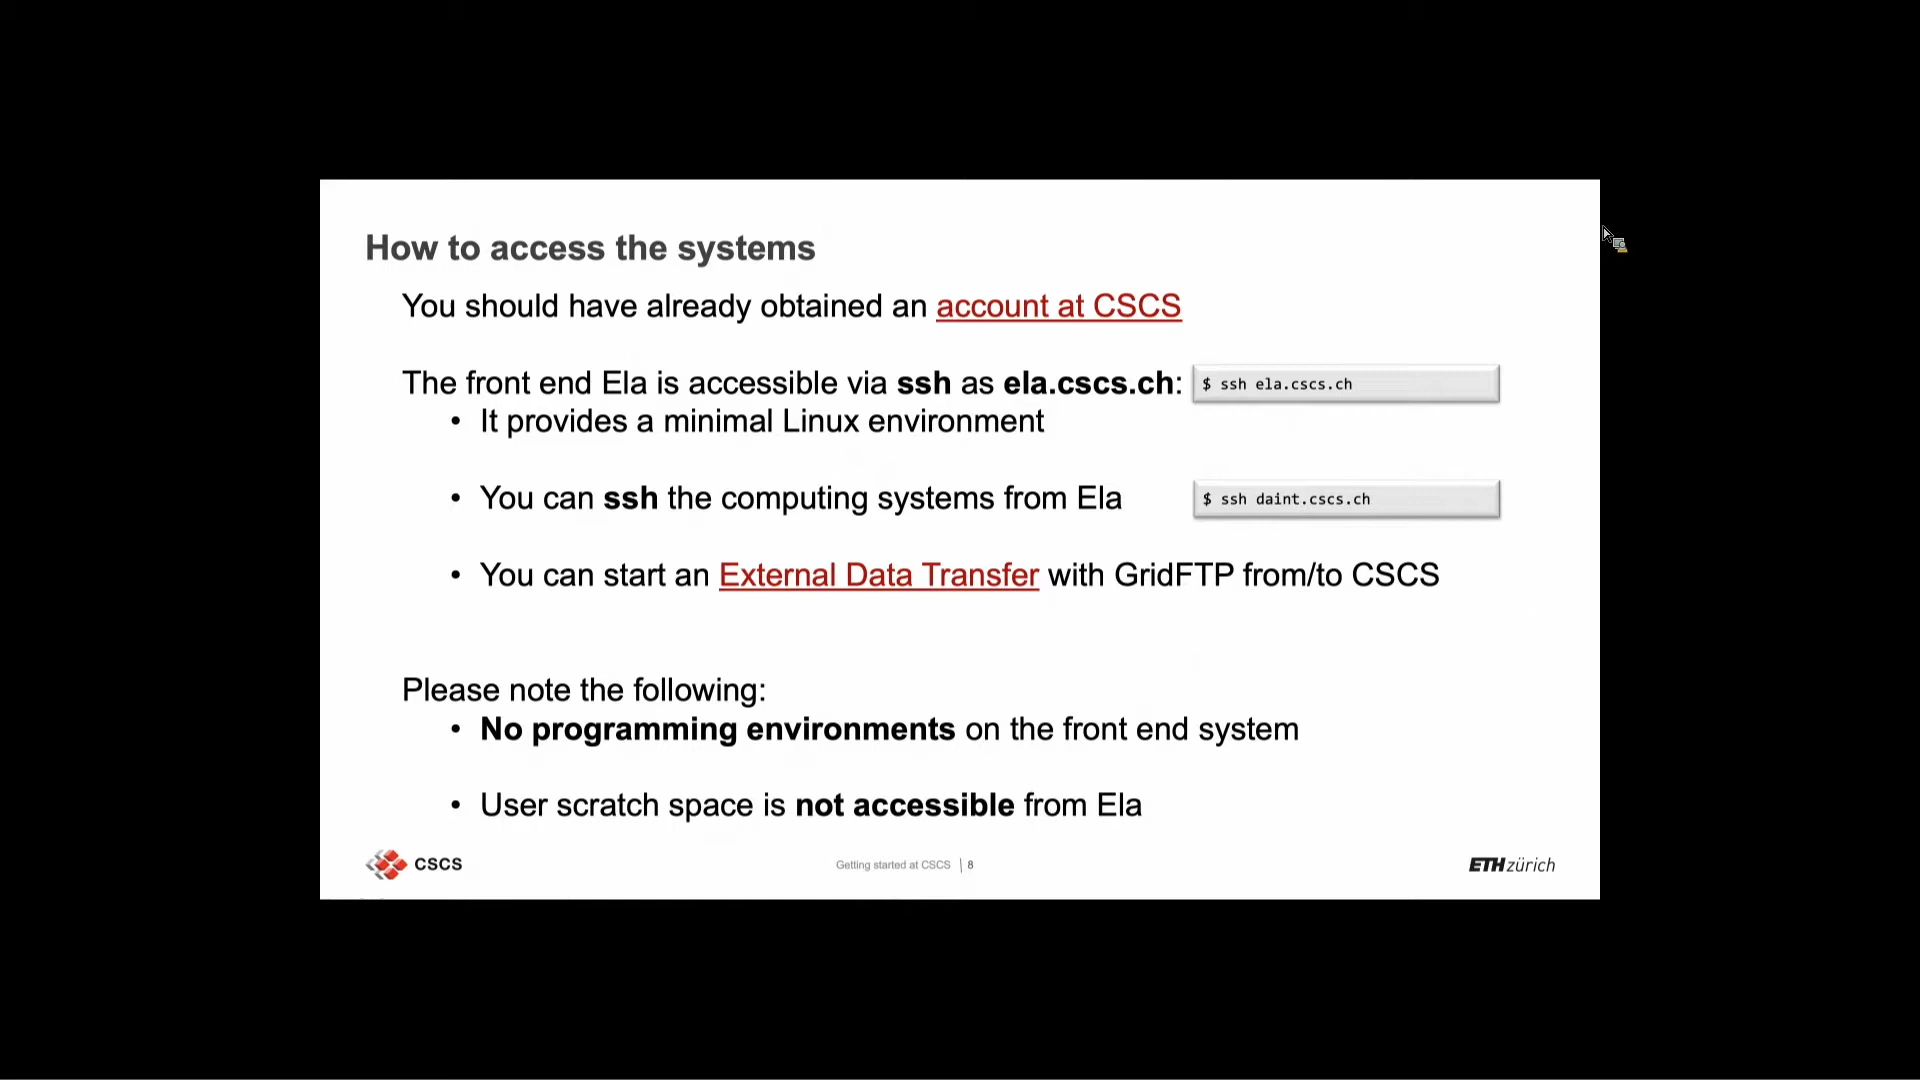 How to access the systems
You should have already obtained an account at CSCS
The front end Ela is accessible via ssh as ela.cscs.ch: $ ssh ela.cscs.ch
• It provides a minimal Linux environment
• You can ssh the computing systems from Ela $ ssh daint.cscs.ch
• You can start an External Data Transfer with GridFTP from/to CSCS
Please note the following:
• No programming environments on the front end system
• User scratch space is not accessible from Ela
CSCS Getting started at CSCS | 8 ETH zürich